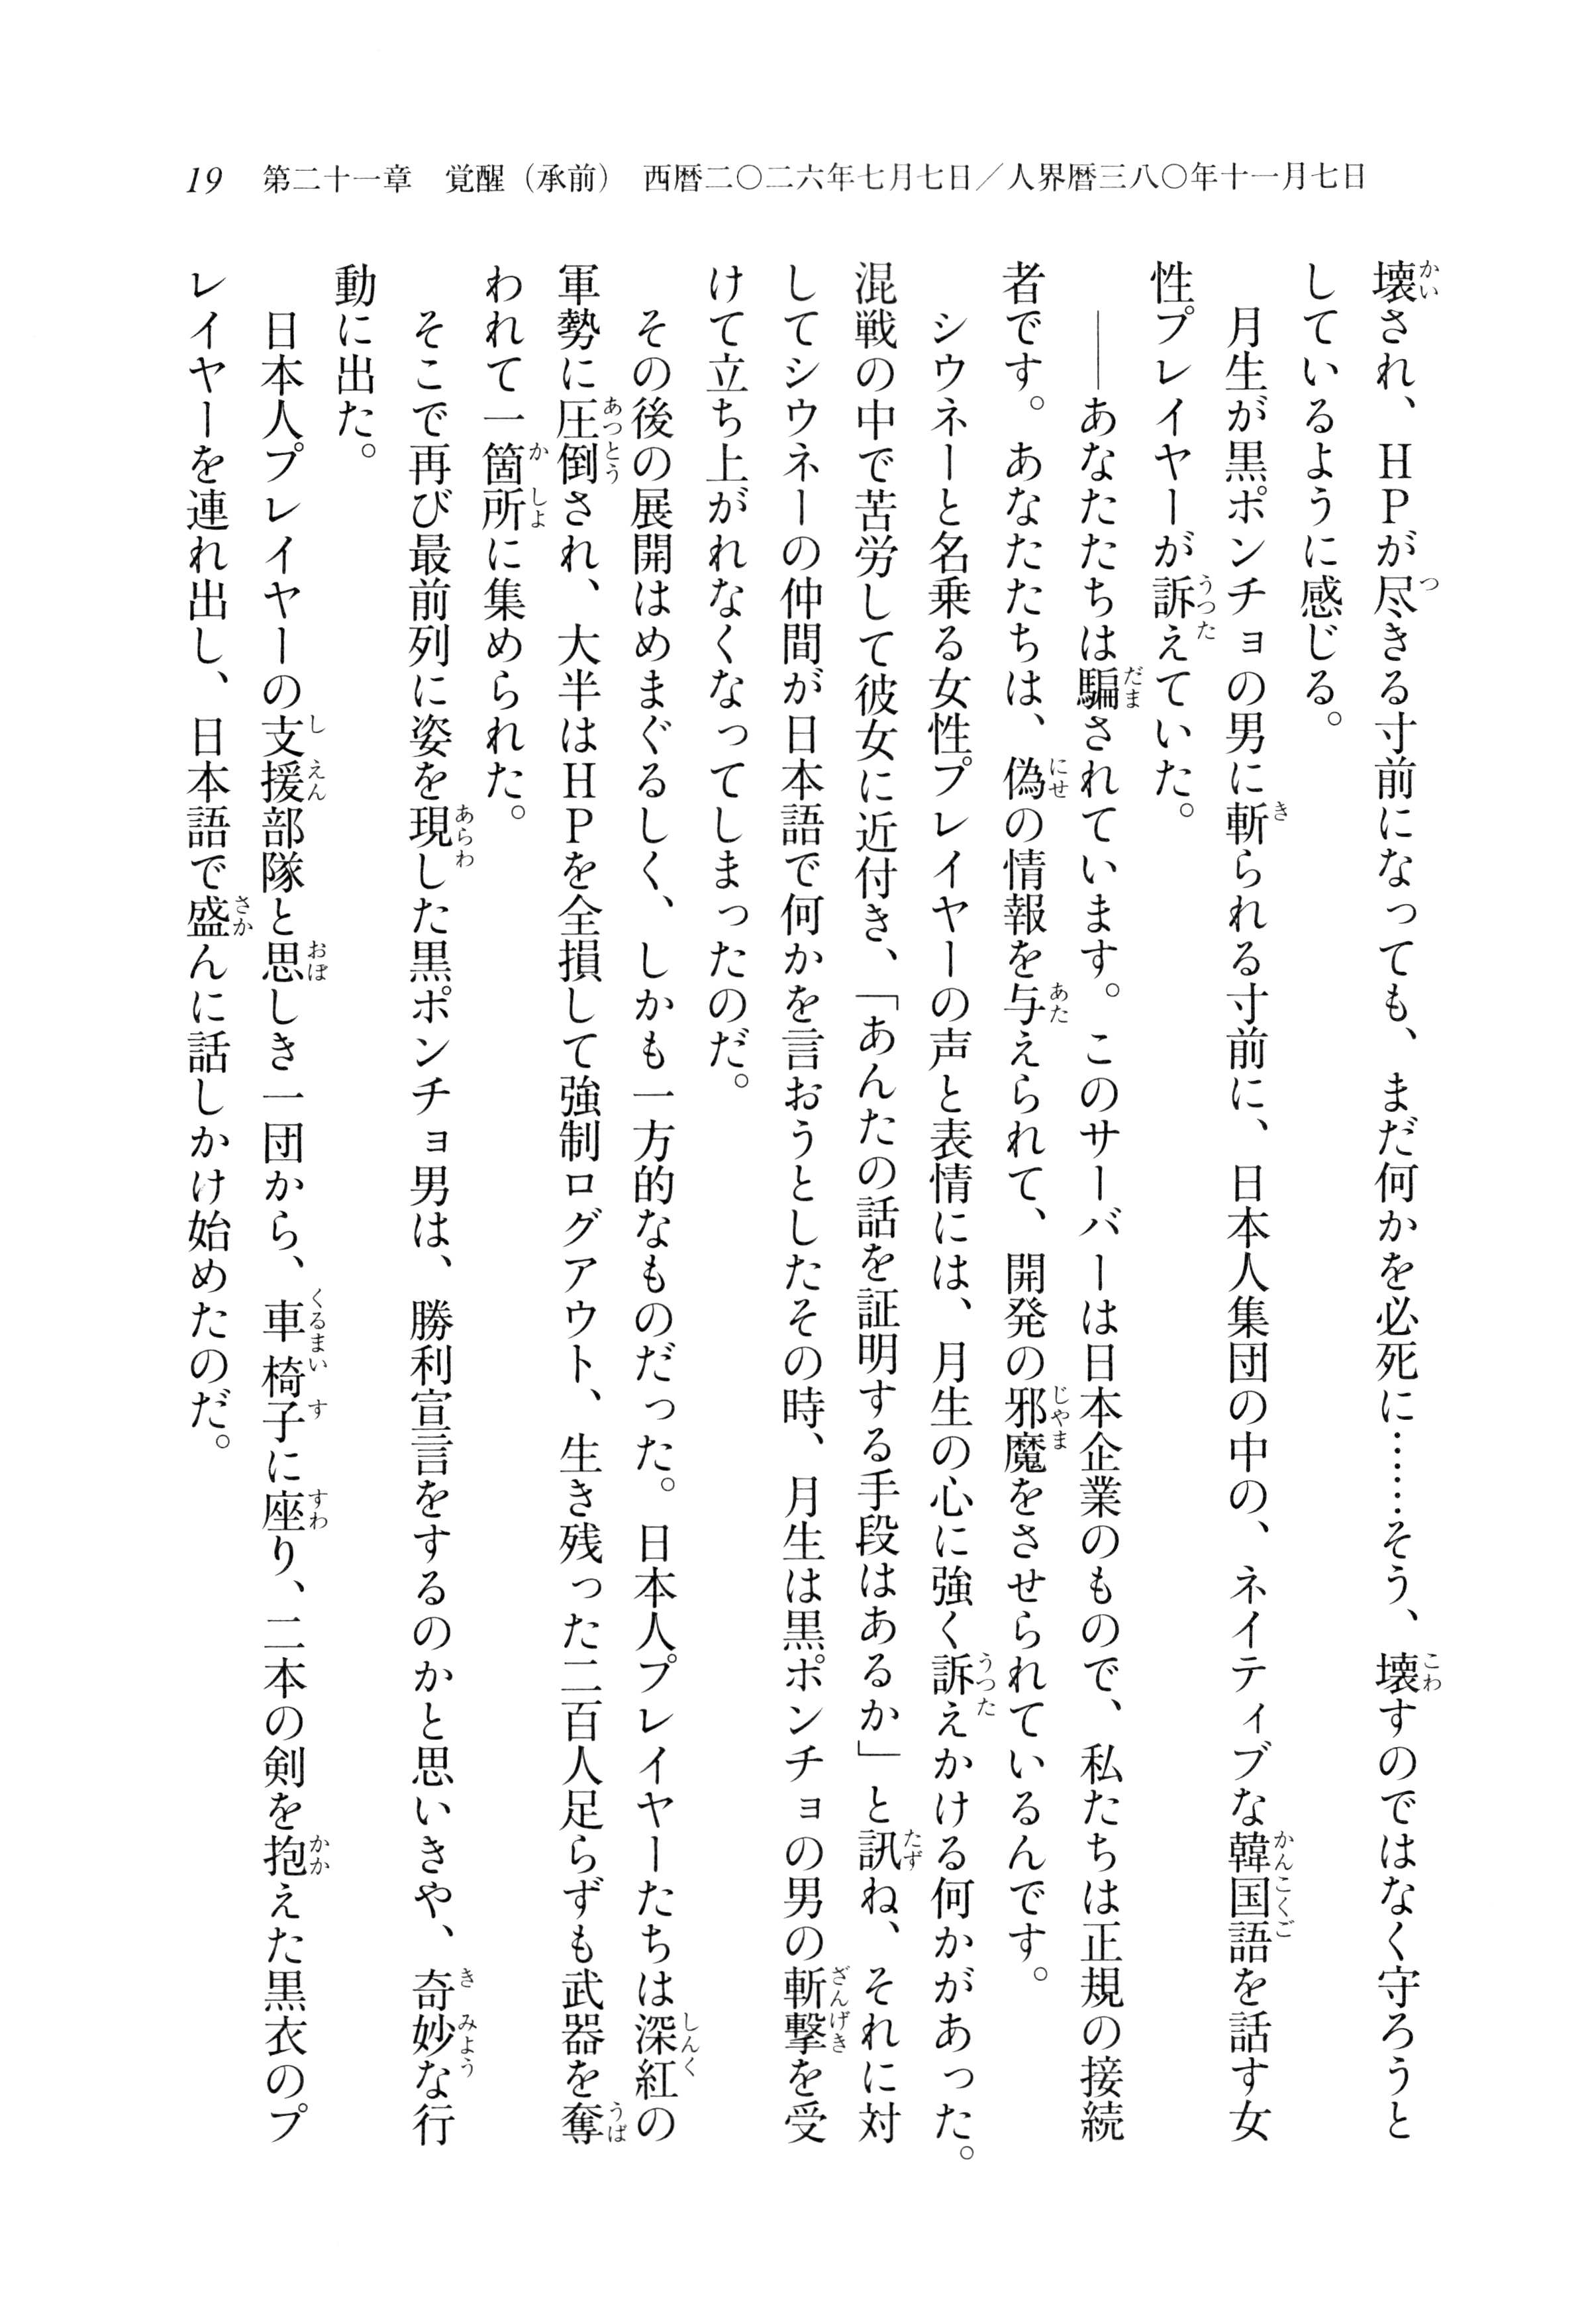 19　第二十一章　覚醒（承前）　西暦二〇二六年七月七日／人界暦三八〇年十一月七日
壊され、ＨＰが尽きる寸前になっても、まだ何かを必死に……そう、壊すのではなく守ろうと
しているように感じる。
　月生が黒ポンチョの男に斬られる寸前に、日本人集団の中の、ネイティブな韓国語を話す女
性プレイヤーが訴えていた。
　――あなたたちは騙されています。このサーバーは日本企業のもので、私たちは正規の接続
者です。あなたたちは、偽の情報を与えられて、開発の邪魔をさせられているんです。
　シウネーと名乗る女性プレイヤーの声と表情には、月生の心に強く訴えかける何かがあった。
混戦の中で苦労して彼女に近付き、「あんたの話を証明する手段はあるか」と訊ね、それに対
してシウネーの仲間が日本語で何かを言おうとしたその時、月生は黒ポンチョの男の斬撃を受
けて立ち上がれなくなってしまったのだ。
　その後の展開はめまぐるしく、しかも一方的なものだった。日本人プレイヤーたちは深紅の
軍勢に圧倒され、大半はＨＰを全損して強制ログアウト、生き残った二百人足らずも武器を奪
われて一箇所に集められた。
　そこで再び最前列に姿を現した黒ポンチョ男は、勝利宣言をするのかと思いきや、奇妙な行
動に出た。
　日本人プレイヤーの支援部隊と思しき一団から、車椅子に座り、二本の剣を抱えた黒衣のプ
レイヤーを連れ出し、日本語で盛んに話しかけ始めたのだ。